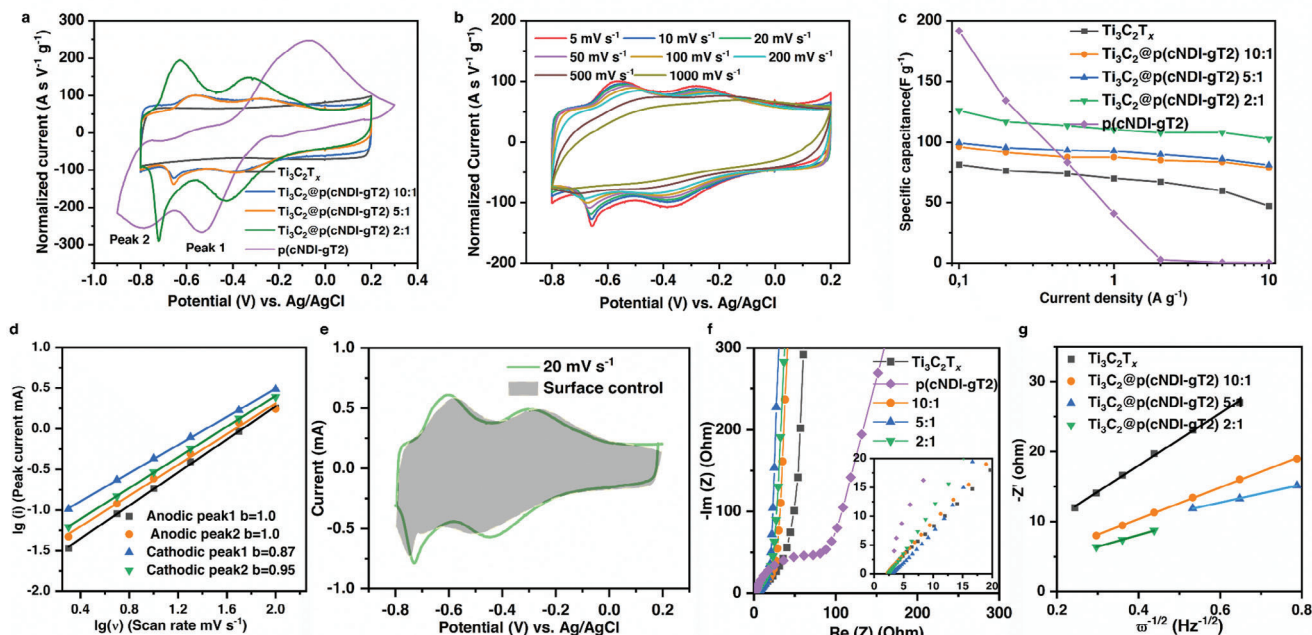 a
Normalized current (A s V⁻¹ g⁻¹)
300
200
100
0
-100
-200
-300
Peak 2
Peak 1
Ti₃C₂Tₓ
Ti₃C₂@p(cNDI-gT2) 10:1
Ti₃C₂@p(cNDI-gT2) 5:1
Ti₃C₂@p(cNDI-gT2) 2:1
p(cNDI-gT2)
-1.0 -0.8 -0.6 -0.4 -0.2 0.0 0.2 0.4
Potential (V) vs. Ag/AgCl
b
Normalized Current (A s V⁻¹ g⁻¹)
200
100
0
-100
-200
5 mV s⁻¹ 10 mV s⁻¹ 20 mV s⁻¹
50 mV s⁻¹ 100 mV s⁻¹ 200 mV s⁻¹
500 mV s⁻¹ 1000 mV s⁻¹
-0.8 -0.6 -0.4 -0.2 0.0 0.2
Potential (V) vs. Ag/AgCl
c
Specific capacitance(F g⁻¹)
200
150
100
50
0
Ti₃C₂Tₓ
Ti₃C₂@p(cNDI-gT2) 10:1
Ti₃C₂@p(cNDI-gT2) 5:1
Ti₃C₂@p(cNDI-gT2) 2:1
p(cNDI-gT2)
0,1 1 10
Current density (A g⁻¹)
d
lg (i) (Peak current mA)
1.0
0.5
0.0
-0.5
-1.0
-1.5
-2.0
Anodic peak1 b=1.0
Anodic peak2 b=1.0
Cathodic peak1 b=0.87
Cathodic peak2 b=0.95
0.4 0.8 1.2 1.6 2.0
lg(ν) (Scan rate mV s⁻¹)
e
Current (mA)
1.0
0.5
0.0
-0.4
-0.8
20 mV s⁻¹
Surface control
-0.8 -0.6 -0.4 -0.2 0.0 0.2
Potential (V) vs. Ag/AgCl
f
-Im (Z) (Ohm)
300
200
100
0
Ti₃C₂Tₓ
p(cNDI-gT2)
10:1
5:1
2:1
20
15
10
5
0
0 5 10 15 20
0 100 200 300
Re (Z) (Ohm)
g
-Z' (ohm)
35
25
15
5
Ti₃C₂Tₓ
Ti₃C₂@p(cNDI-gT2) 10:1
Ti₃C₂@p(cNDI-gT2) 5:1
Ti₃C₂@p(cNDI-gT2) 2:1
0.0 0.2 0.4 0.6 0.8
ϖ⁻¹ᐟ² (Hz⁻¹ᐟ²)